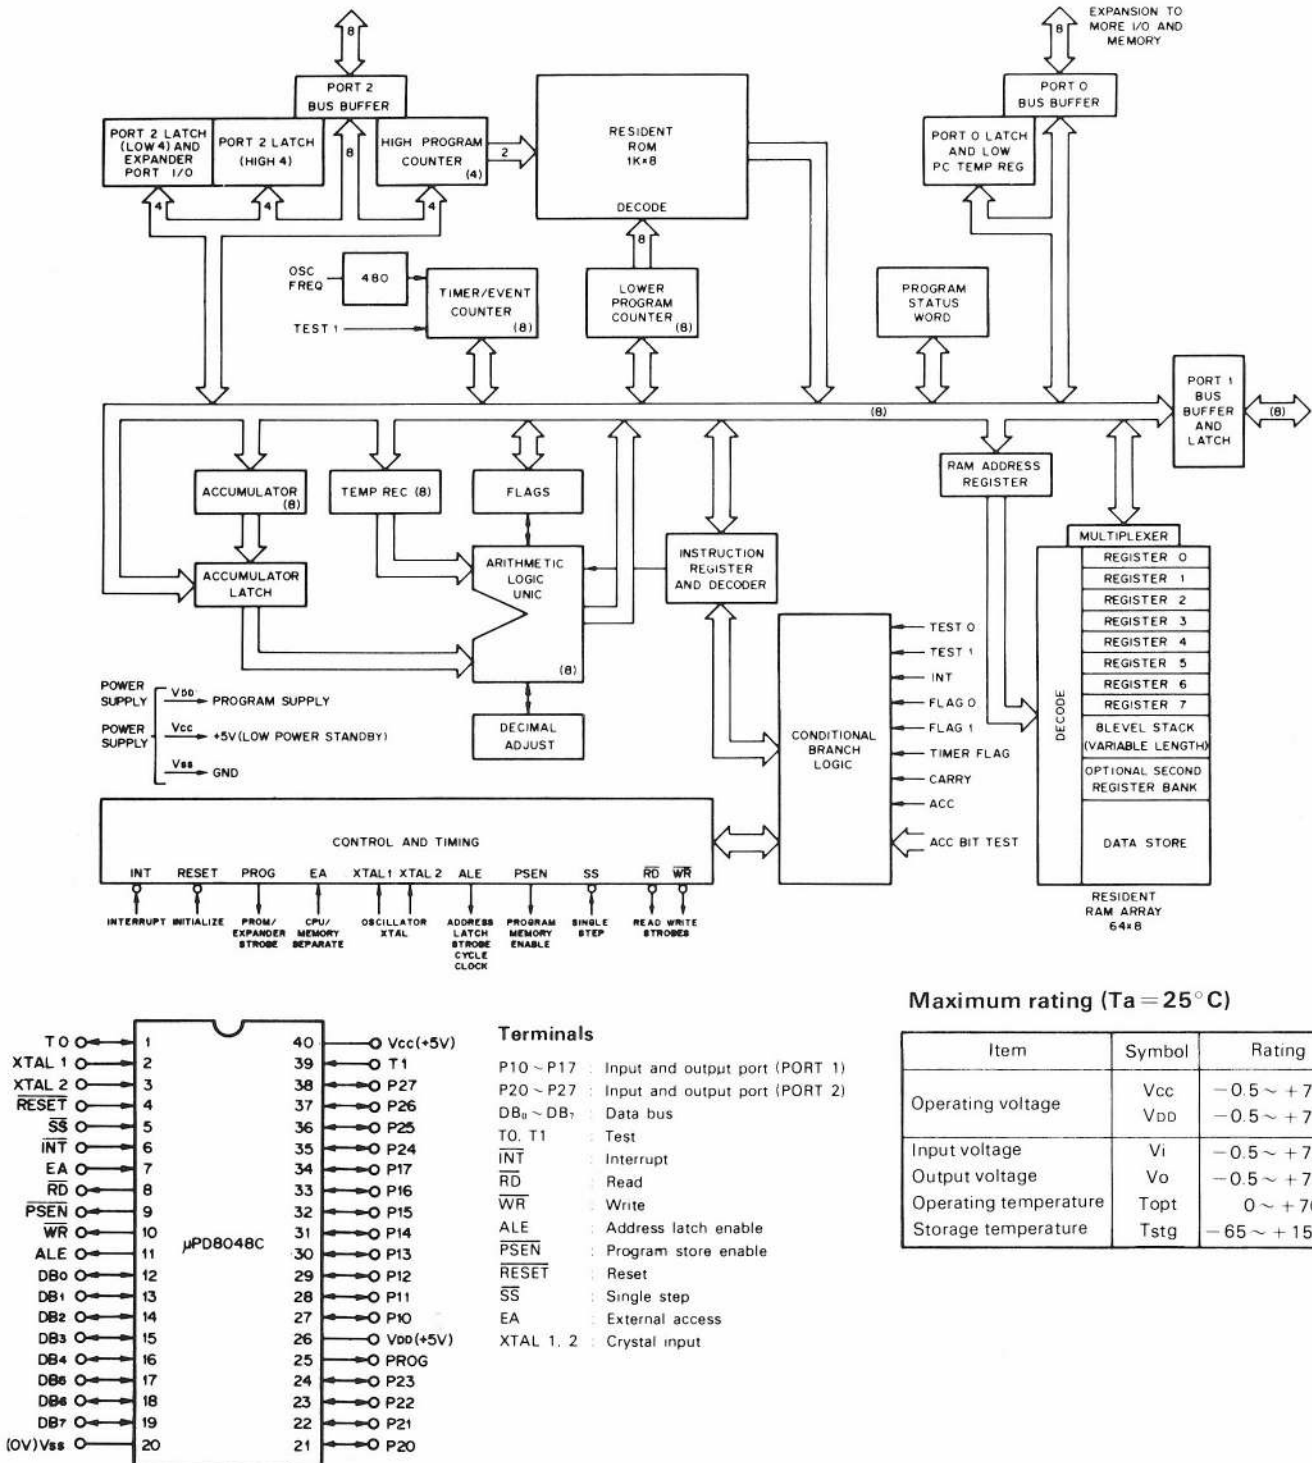 8
EXPANSION TO
MORE I/O AND
MEMORY
8
PORT 2
BUS BUFFER
PORT 0
BUS BUFFER
PORT 2 LATCH
(LOW 4) AND
EXPANDER
PORT I/O
PORT 2 LATCH
(HIGH 4)
8
HIGH PROGRAM
COUNTER
(4)
2
RESIDENT
ROM
1K×8
DECODE
PORT 0 LATCH
AND LOW
PC TEMP REG
4
4
4
8
OSC
FREQ
480
TEST 1
TIMER/EVENT
COUNTER
(8)
LOWER
PROGRAM
COUNTER
(8)
PROGRAM
STATUS
WORD
PORT 1
BUS
BUFFER
AND
LATCH
(8)
(8)
ACCUMULATOR
(8)
TEMP REC (8)
FLAGS
RAM ADDRESS
REGISTER
ACCUMULATOR
LATCH
ARITHMETIC
LOGIC
UNIC
(8)
INSTRUCTION
REGISTER
AND DECODER
MULTIPLEXER
REGISTER 0
REGISTER 1
REGISTER 2
REGISTER 3
REGISTER 4
REGISTER 5
REGISTER 6
REGISTER 7
8LEVEL STACK
(VARIABLE LENGTH)
OPTIONAL SECOND
REGISTER BANK
DATA STORE
DECODE
RESIDENT
RAM ARRAY
64×8
DECIMAL
ADJUST
CONDITIONAL
BRANCH
LOGIC
TEST 0
TEST 1
INT
FLAG 0
FLAG 1
TIMER FLAG
CARRY
ACC
ACC BIT TEST
POWER
SUPPLY
VDD
PROGRAM SUPPLY
POWER
SUPPLY
Vcc
+5V(LOW POWER STANDBY)
Vss
GND
CONTROL AND TIMING
INT RESET PROG EA XTAL1 XTAL 2 ALE PSEN SS R̅D̅ W̅R̅
INTERRUPT
INITIALIZE
PROM/
EXPANDER
STROBE
CPU/
MEMORY
SEPARATE
OSCILLATOR
XTAL
ADDRESS
LATCH
STROBE
CYCLE
CLOCK
PROGRAM
MEMORY
ENABLE
SINGLE
STEP
READ WRITE
STROBES
μPD8048C
T0 1 40 Vcc(+5V)
XTAL 1 2 39 T1
XTAL 2 3 38 P27
R̅E̅S̅E̅T̅ 4 37 P26
S̅S̅ 5 36 P25
I̅N̅T̅ 6 35 P24
EA 7 34 P17
R̅D̅ 8 33 P16
P̅S̅E̅N̅ 9 32 P15
W̅R̅ 10 31 P14
ALE 11 30 P13
DB0 12 29 P12
DB1 13 28 P11
DB2 14 27 P10
DB3 15 26 VDD(+5V)
DB4 16 25 PROG
DB5 17 24 P23
DB6 18 23 P22
DB7 19 22 P21
(0V)Vss 20 21 P20
Terminals
P10 ~ P17 : Input and output port (PORT 1)
P20 ~ P27 : Input and output port (PORT 2)
DB₀ ~ DB₇ : Data bus
T0, T1 : Test
I̅N̅T̅ : Interrupt
R̅D̅ : Read
W̅R̅ : Write
ALE : Address latch enable
P̅S̅E̅N̅ : Program store enable
R̅E̅S̅E̅T̅ : Reset
S̅S̅ : Single step
EA : External access
XTAL 1, 2 : Crystal input
Maximum rating (Ta = 25°C)
Item Symbol Rating
Operating voltage Vcc −0.5 ~ +7
VDD −0.5 ~ +7
Input voltage Vi −0.5 ~ +7
Output voltage Vo −0.5 ~ +7
Operating temperature Topt 0 ~ +7
Storage temperature Tstg −65 ~ +15